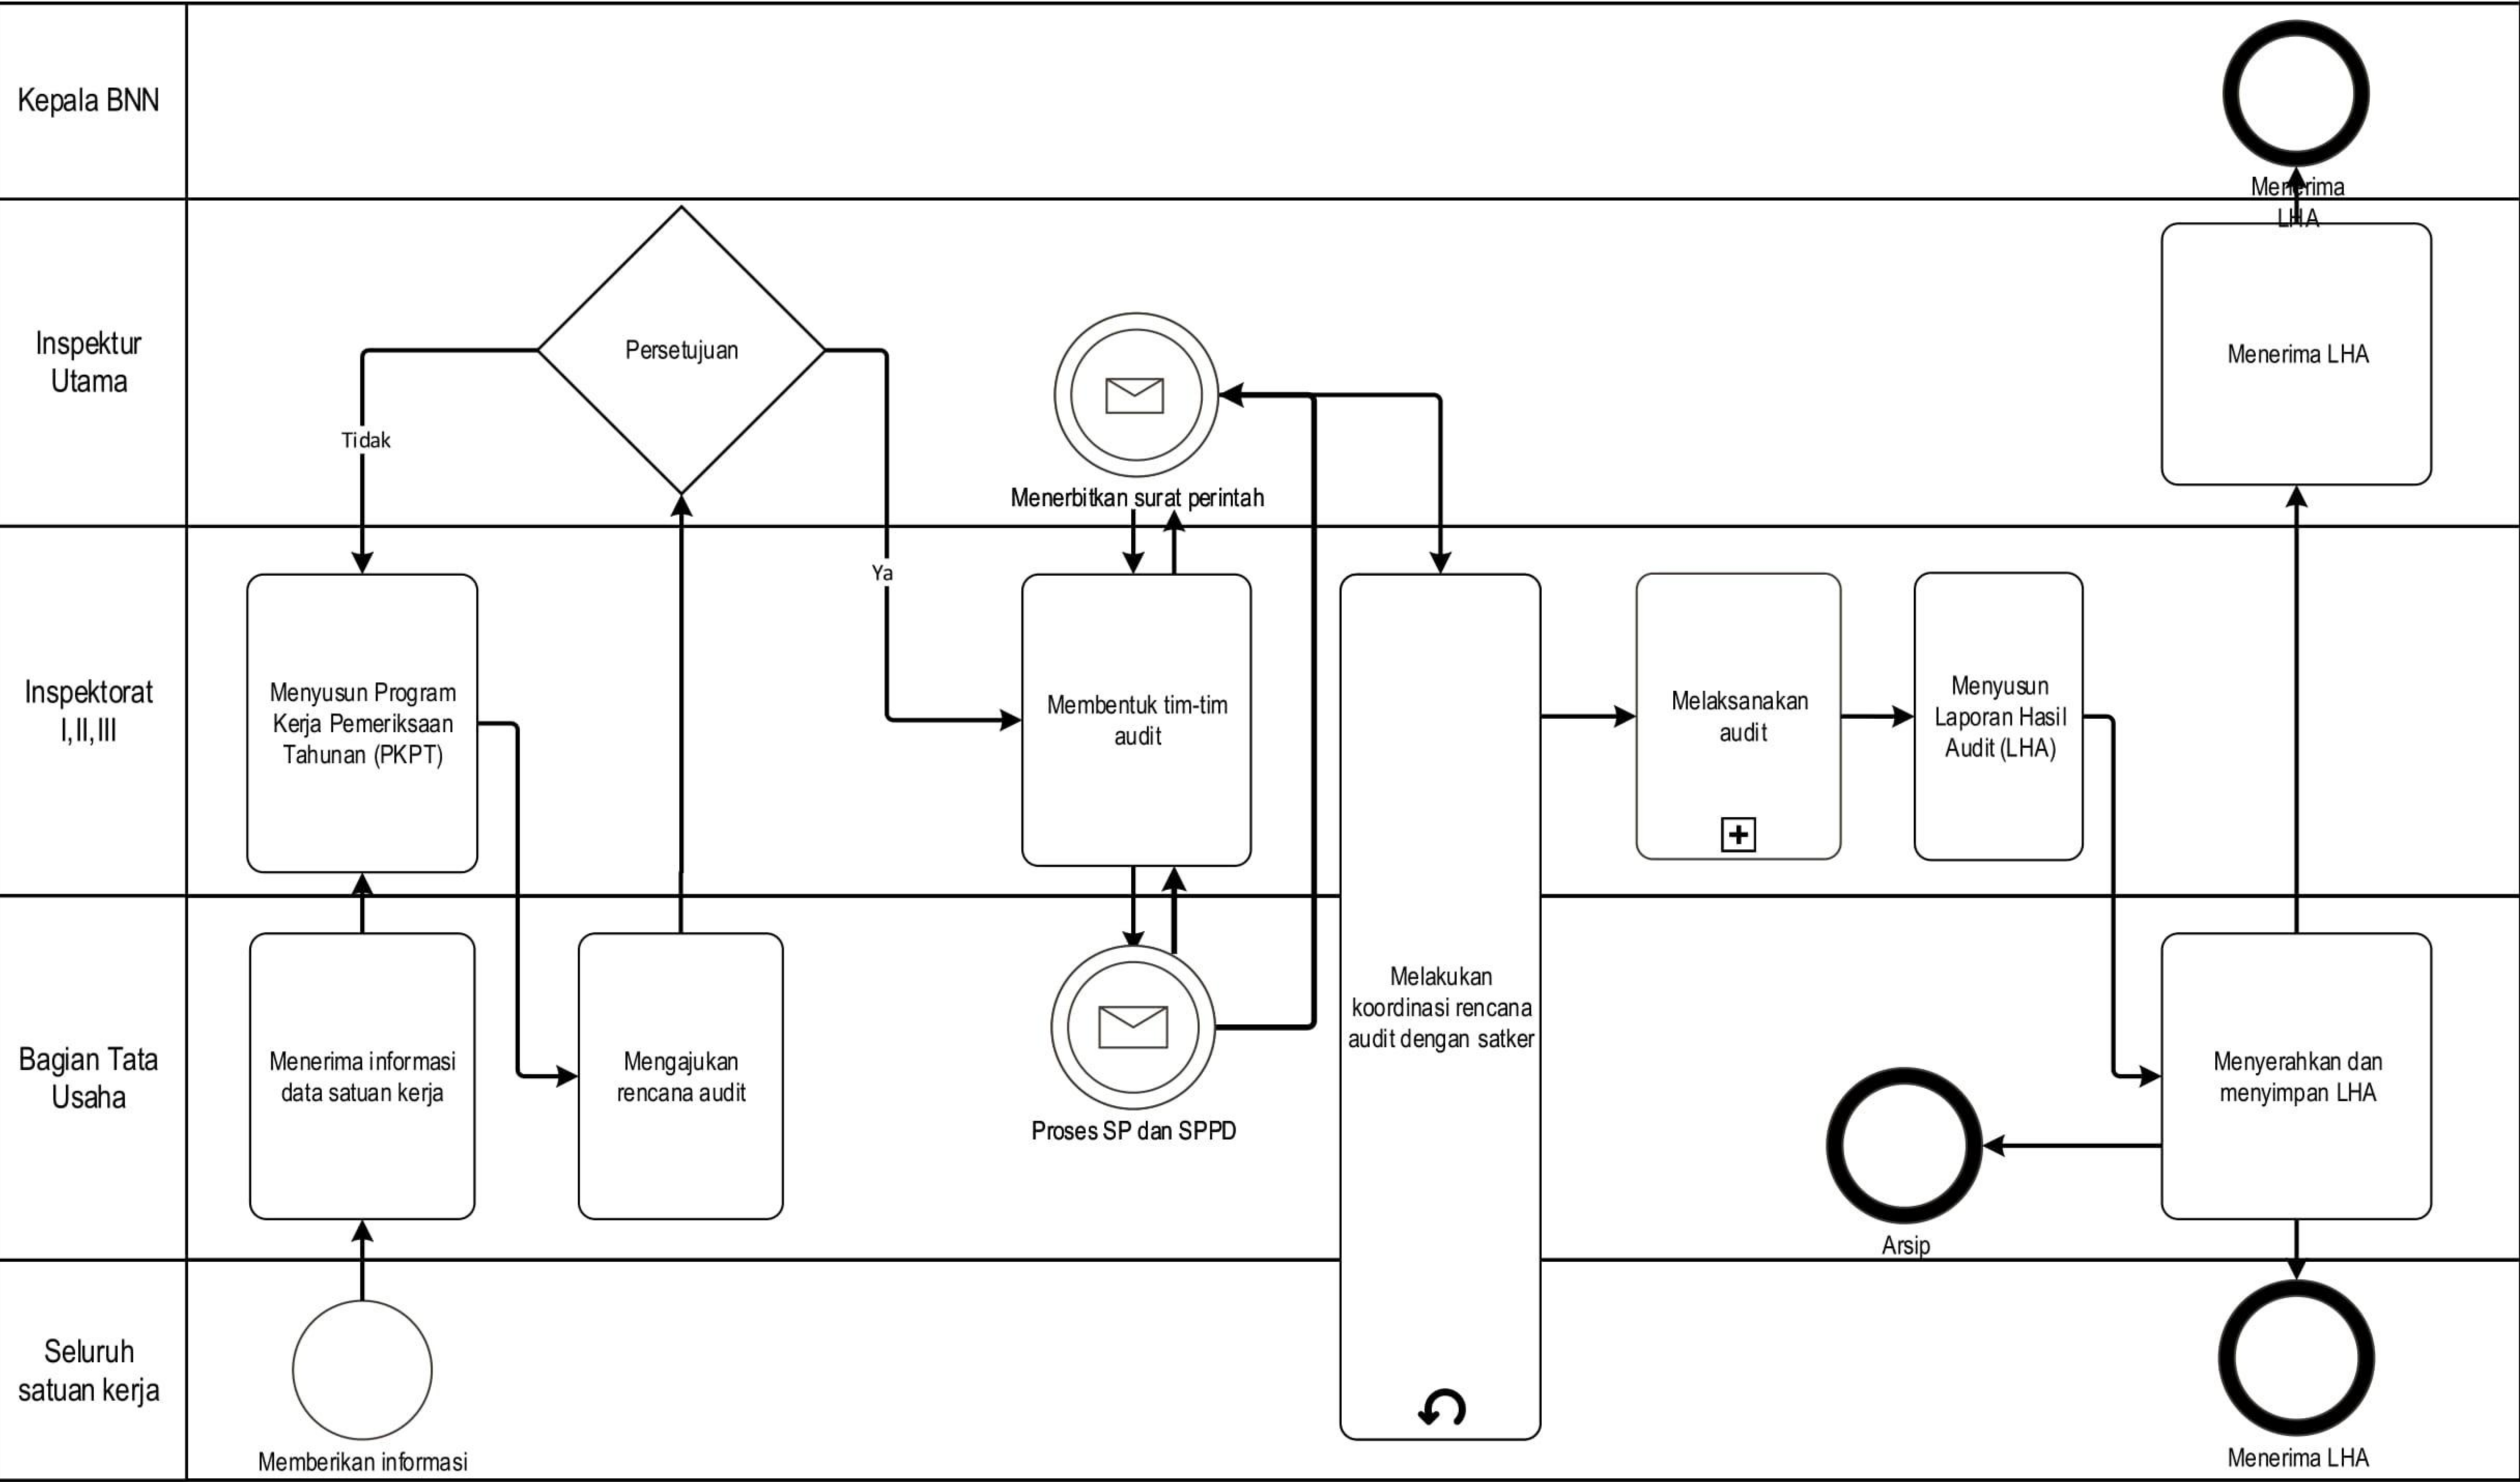 Kepala BNN
Menerima
LHA
Inspektur
Utama
Persetujuan
Tidak
Ya
Menerbitkan surat perintah
Menerima LHA
Inspektorat
I,II,III
Menyusun Program
Kerja Pemeriksaan
Tahunan (PKPT)
Membentuk tim-tim
audit
Melaksanakan
audit
Menyusun
Laporan Hasil
Audit (LHA)
Bagian Tata
Usaha
Menerima informasi
data satuan kerja
Mengajukan
rencana audit
Proses SP dan SPPD
Melakukan
koordinasi rencana
audit dengan satker
Arsip
Menyerahkan dan
menyimpan LHA
Seluruh
satuan kerja
Memberikan informasi
Menerima LHA